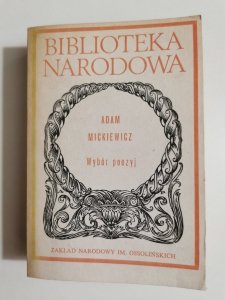 BIBLIOTEKA
NARODOWA
ADAM
MICKIEWICZ
Wybór poezyj
ZAKŁAD NARODOWY IM. OSSOLIŃSKICH